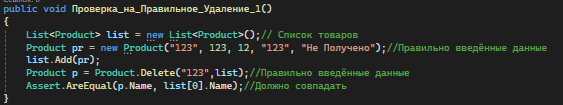 public void Проверка_на_Правильное_Удаление_1()
{
List<Product> list = new List<Product>();// Список товаров
Product pr = new Product("123", 123, 12, "123", "Не Получено");//Правильно введённые данные
list.Add(pr);
Product p = Product.Delete("123",list);//Правильно введённые данные
Assert.AreEqual(p.Name, list[0].Name);//Должно совпадать
}